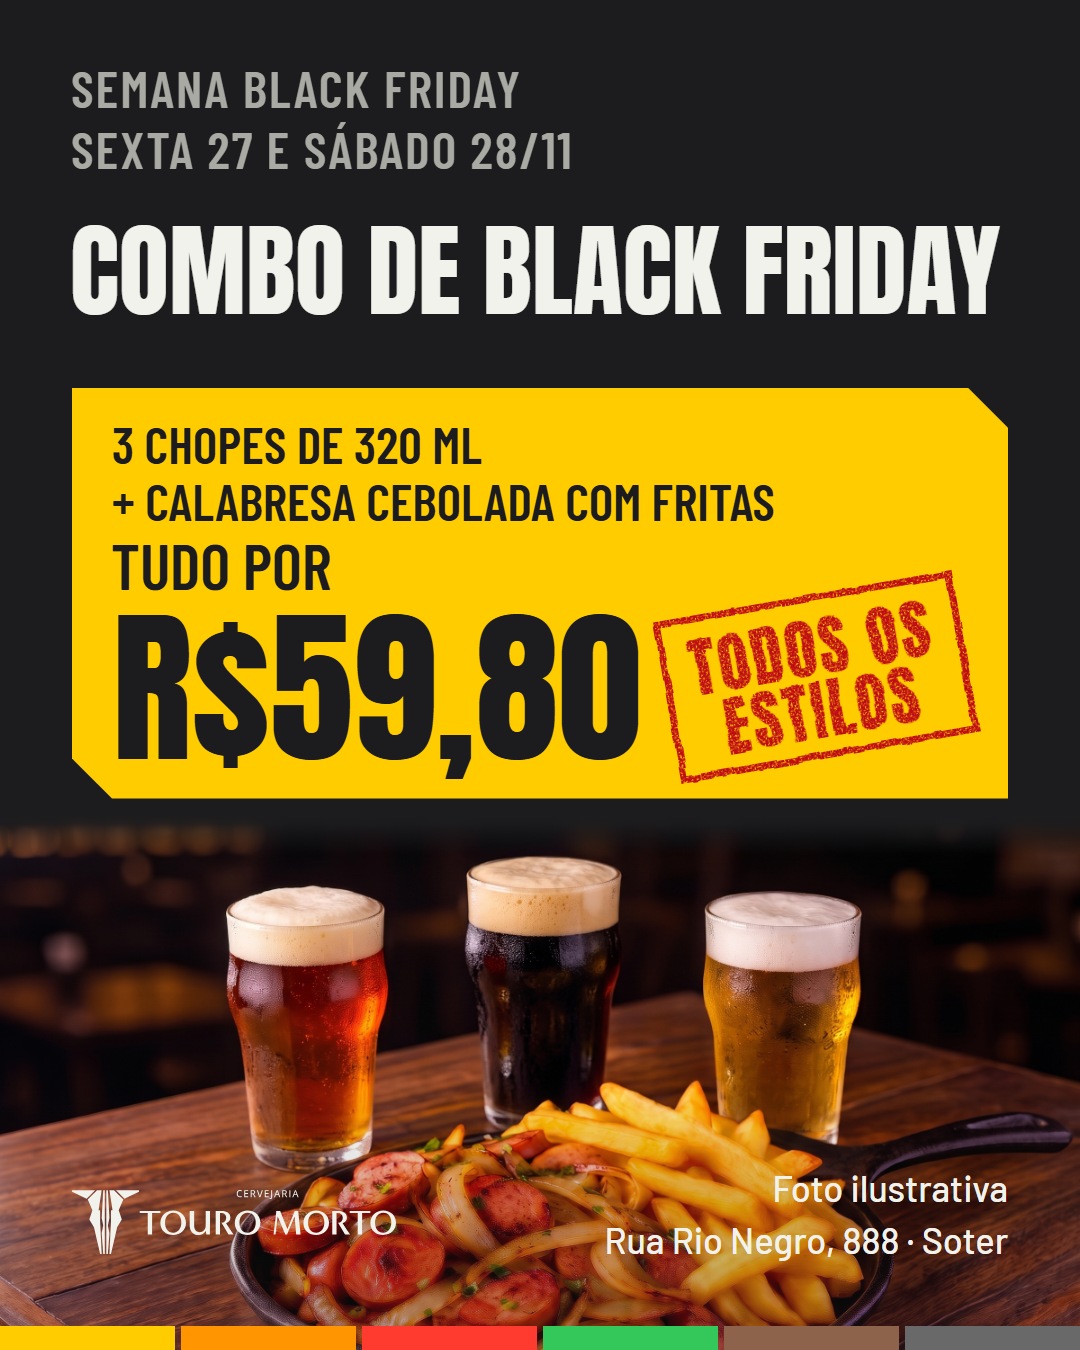 SEMANA BLACK FRIDAY
SEXTA 27 E SÁBADO 28/11
COMBO DE BLACK FRIDAY
3 CHOPES DE 320 ML
+ CALABRESA CEBOLADA COM FRITAS
TUDO POR
R$59,80
TODOS OS
ESTILOS
CERVEJARIA
TOURO MORTO
Foto ilustrativa
Rua Rio Negro, 888 · Soter